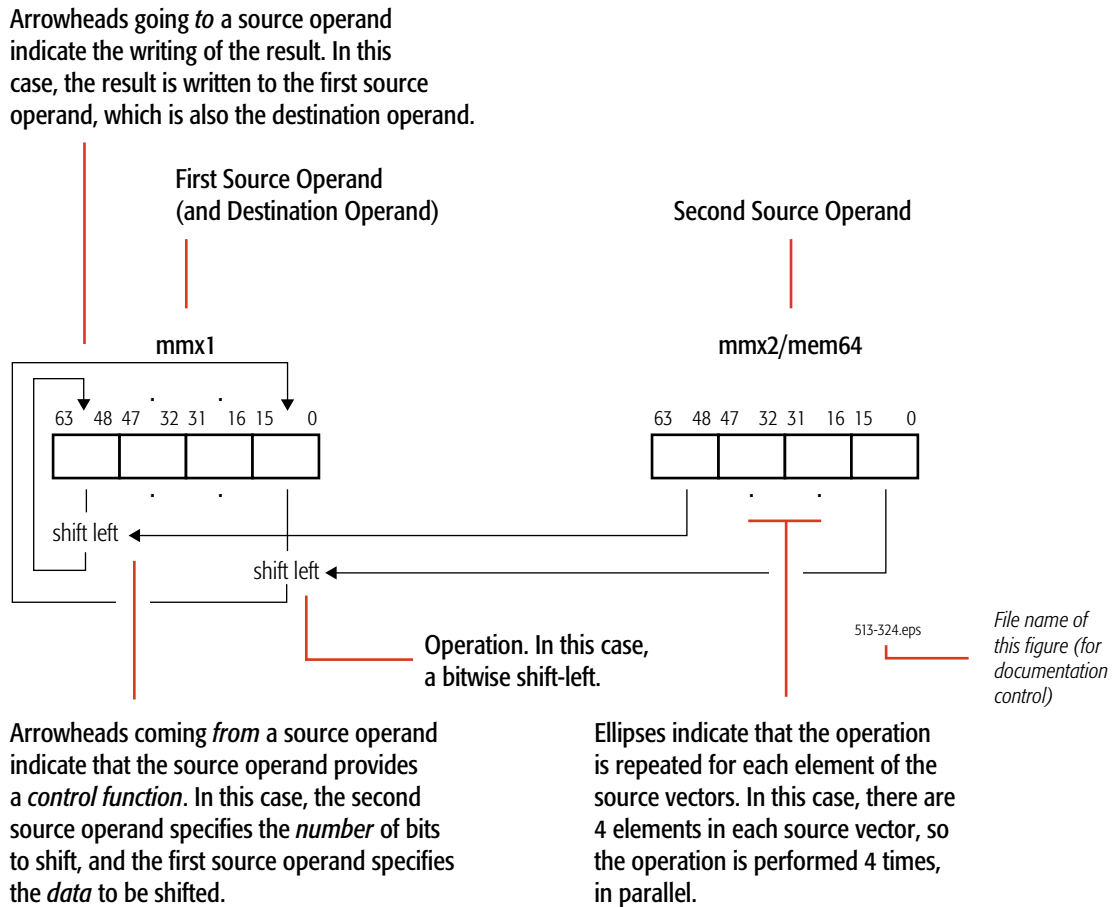 Arrowheads going to a source operand
indicate the writing of the result. In this
case, the result is written to the first source
operand, which is also the destination operand.
First Source Operand
(and Destination Operand)
Second Source Operand
mmx1
mmx2/mem64
. .
63 48 47 32 31 16 15 0
63 48 47 32 31 16 15 0
. .
. .
shift left
shift left
513-324.eps
File name of
this figure (for
documentation
control)
Operation. In this case,
a bitwise shift-left.
Arrowheads coming from a source operand
indicate that the source operand provides
a control function. In this case, the second
source operand specifies the number of bits
to shift, and the first source operand specifies
the data to be shifted.
Ellipses indicate that the operation
is repeated for each element of the
source vectors. In this case, there are
4 elements in each source vector, so
the operation is performed 4 times,
in parallel.